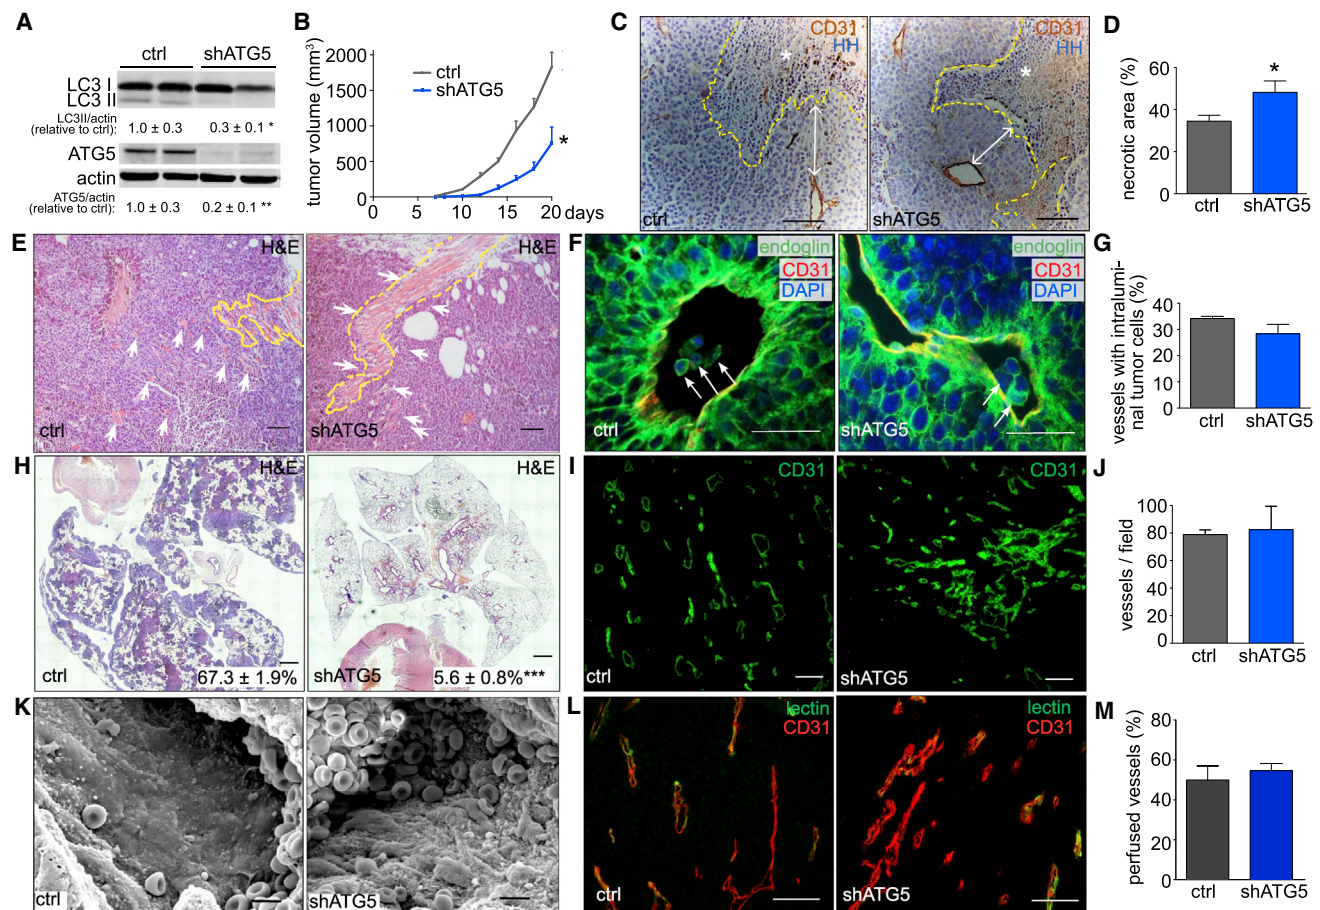 A
ctrl
shATG5
LC3 I
LC3 II
LC3II/actin
(relative to ctrl):
1.0 ± 0.3
0.3 ± 0.1 *
ATG5
actin
ATG5/actin
(relative to ctrl):
1.0 ± 0.3
0.2 ± 0.1 **
B
tumor volume (mm³)
2000
1500
1000
500
0
0
5
10
15
20
days
ctrl
shATG5
*
C
CD31
HH
*
ctrl
CD31
HH
*
shATG5
D
necrotic area (%)
60
40
20
0
*
ctrl
shATG5
E
H&E
ctrl
H&E
shATG5
F
endoglin
CD31
DAPI
ctrl
endoglin
CD31
DAPI
shATG5
G
vessels with intralumi-
nal tumor cells (%)
40
30
20
10
0
ctrl
shATG5
H
H&E
ctrl
67.3 ± 1.9%
H&E
shATG5
5.6 ± 0.8%***
I
CD31
ctrl
CD31
shATG5
J
vessels / field
100
80
60
40
20
0
ctrl
shATG5
K
ctrl
shATG5
L
lectin
CD31
ctrl
lectin
CD31
shATG5
M
perfused vessels (%)
80
60
40
20
0
ctrl
shATG5